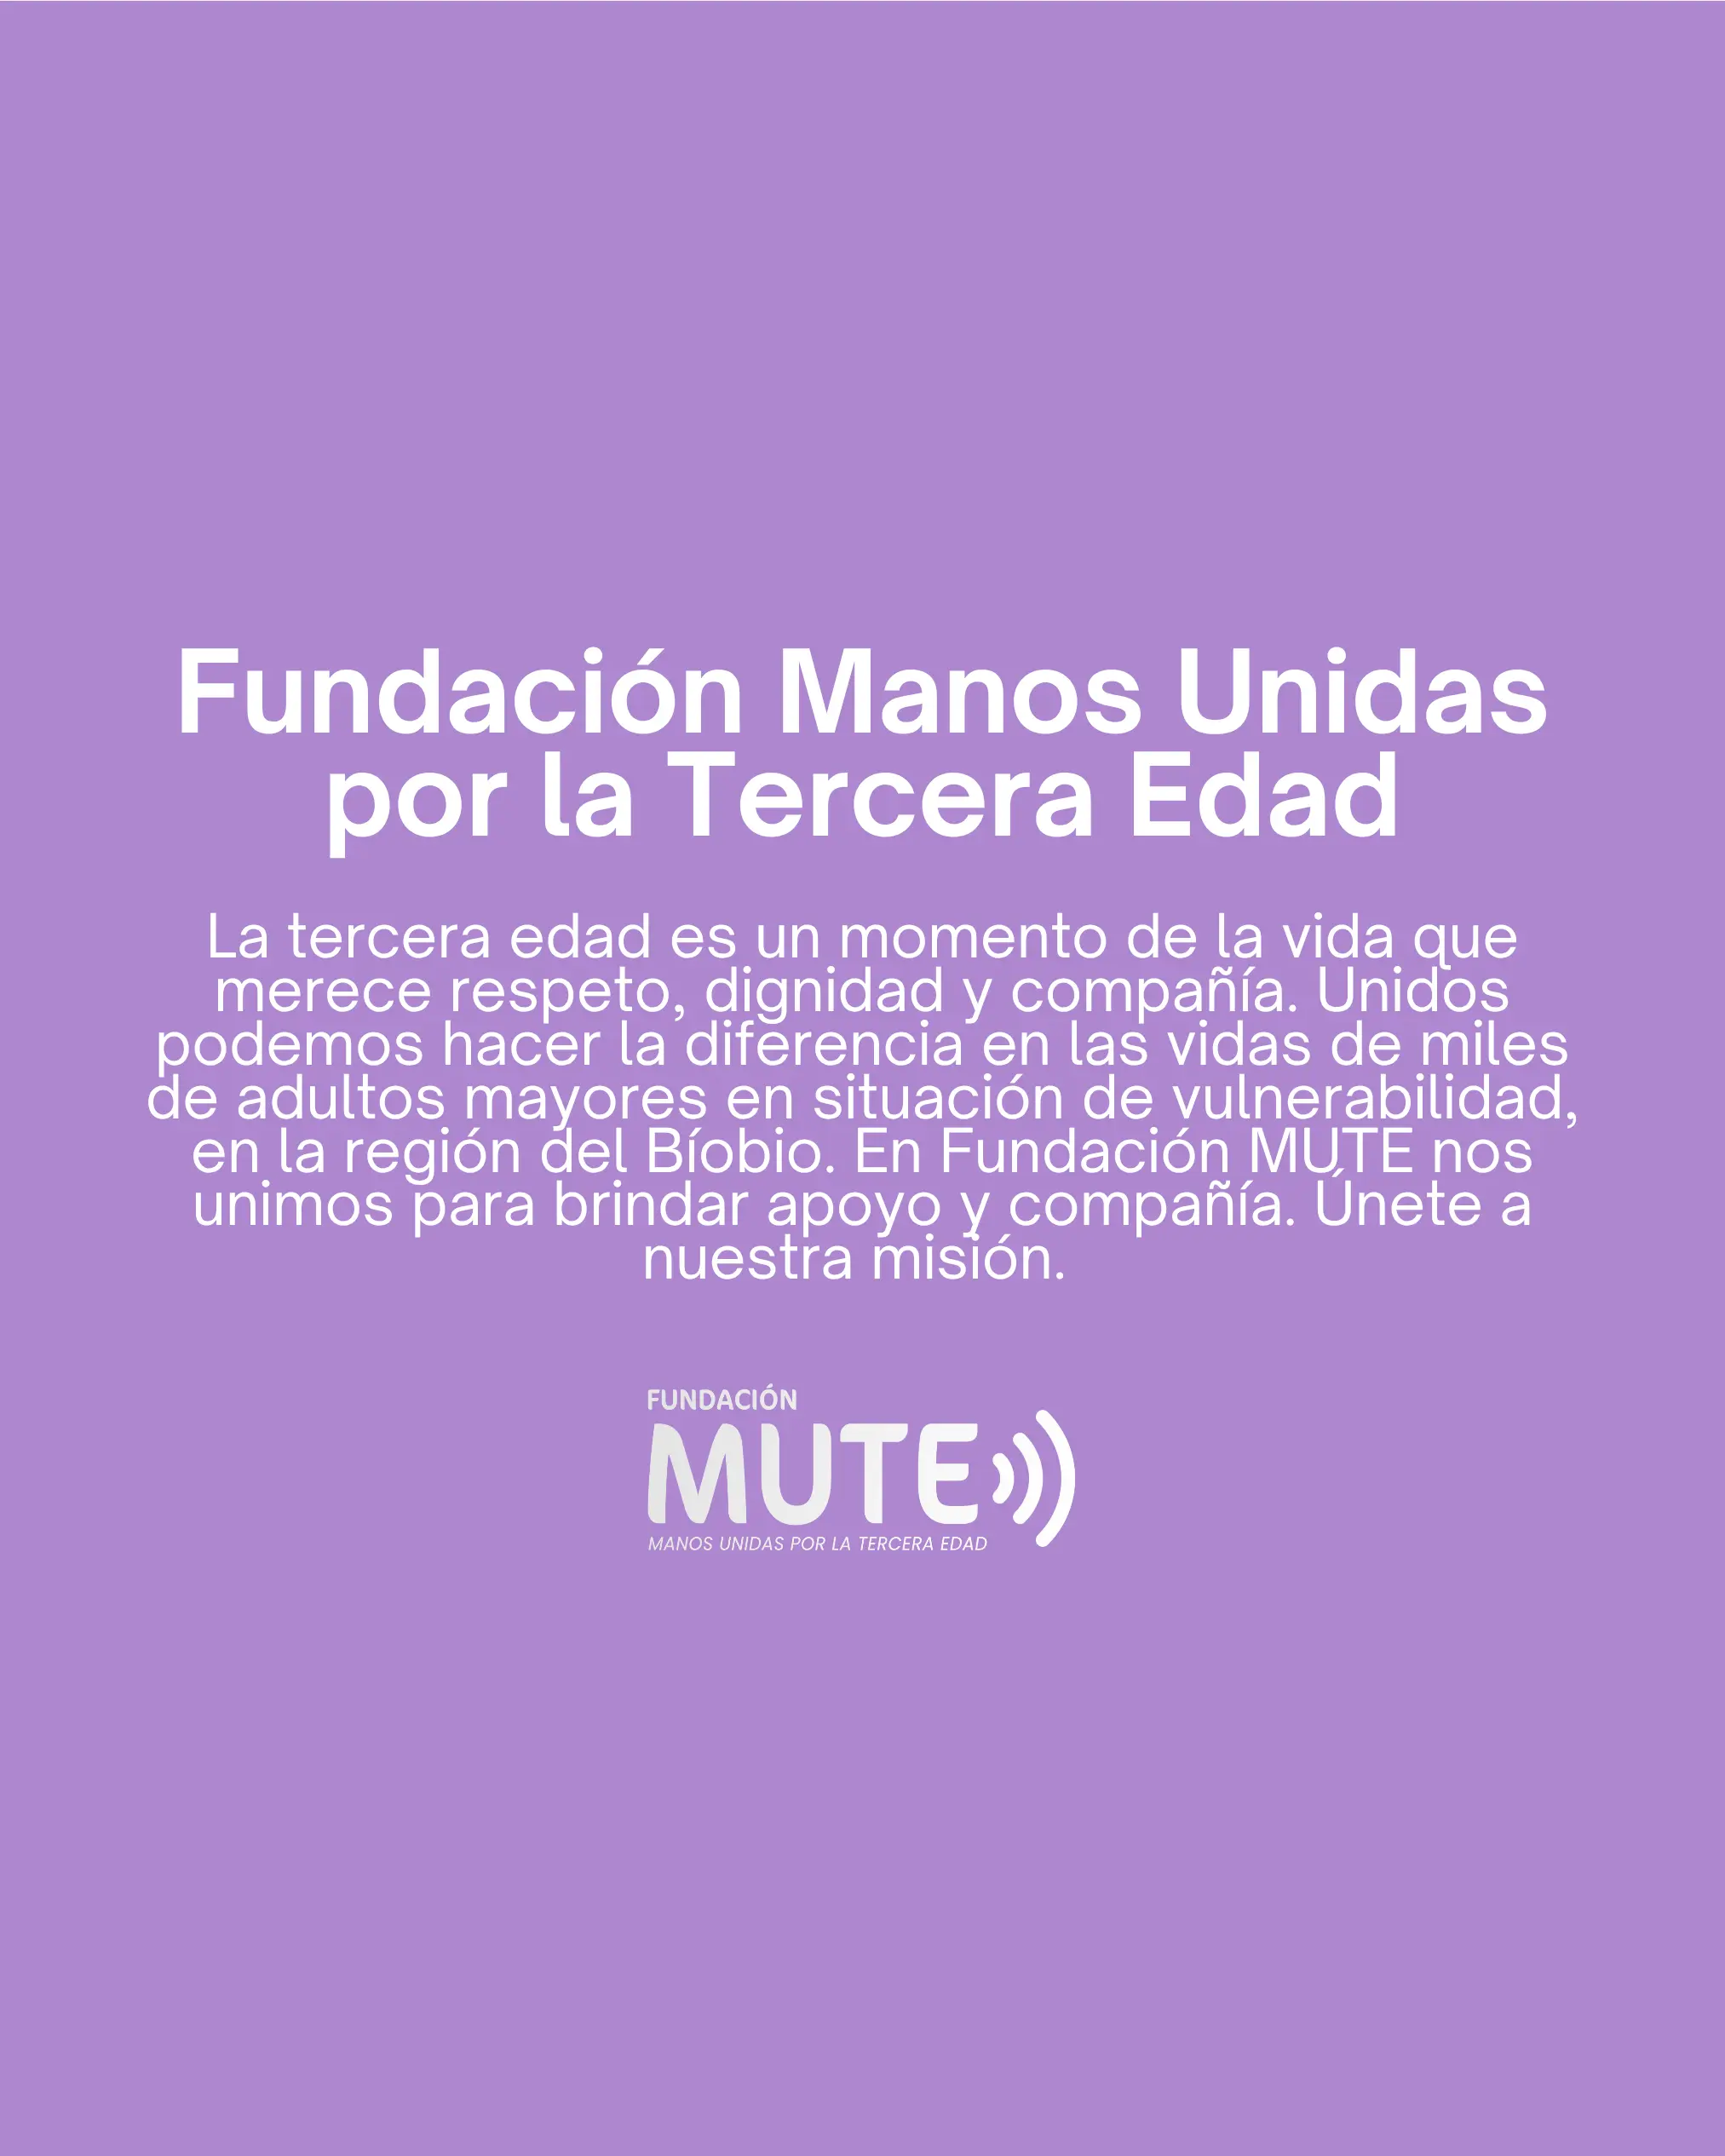 Fundación Manos Unidas
por la Tercera Edad
La tercera edad es un momento de la vida que
merece respeto, dignidad y compañía. Unidos
podemos hacer la diferencia en las vidas de miles
de adultos mayores en situación de vulnerabilidad,
en la región del Bíobio. En Fundación MUTE nos
unimos para brindar apoyo y compañía. Únete a
nuestra misión.
FUNDACIÓN
MUTE
MANOS UNIDAS POR LA TERCERA EDAD